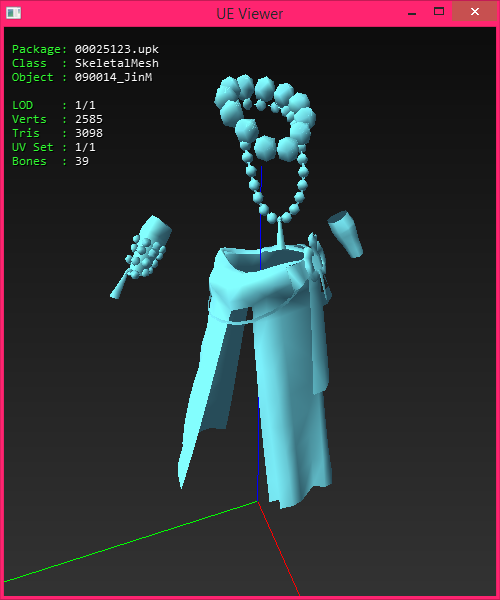 UE Viewer
Package: 00025123.upk
Class : SkeletalMesh
Object : 090014_JinM
LOD : 1/1
Verts : 2585
Tris : 3098
UV Set : 1/1
Bones : 39